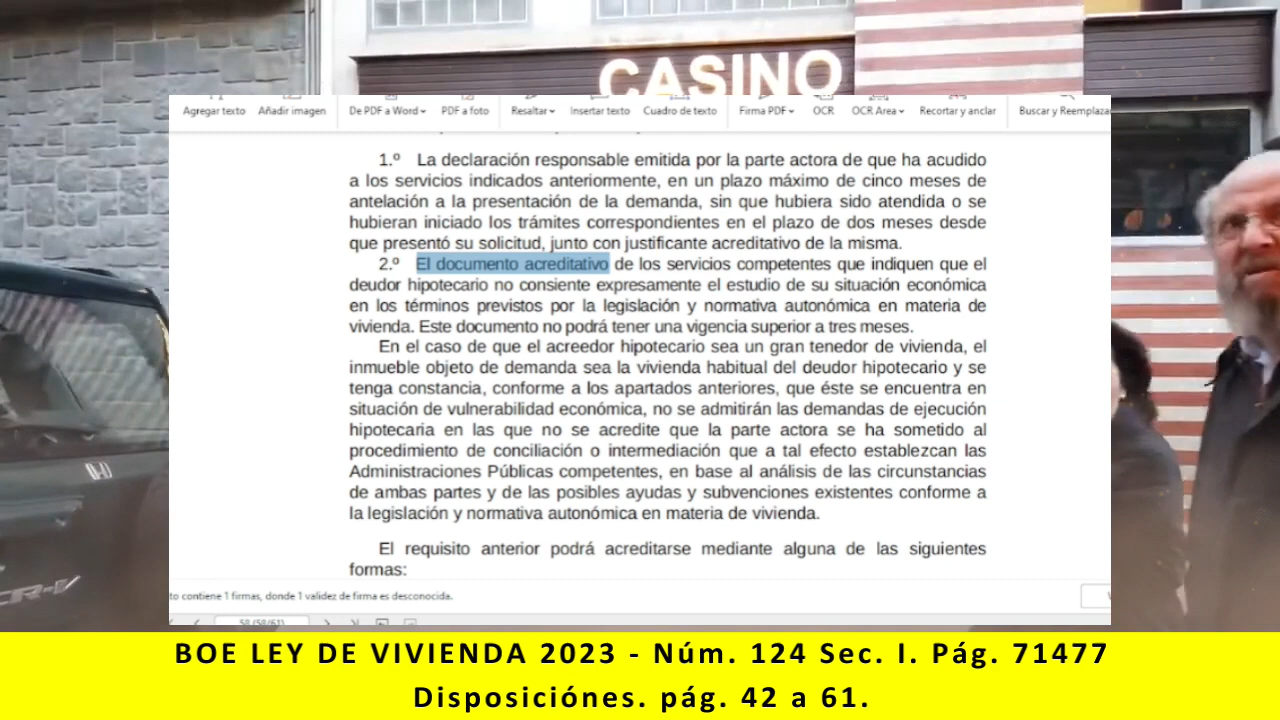 CASINO
Agregar texto Añadir imagen De PDF a Word PDF a foto Resaltar Insertar texto Cuadro de texto Firma PDF OCR OCR Area Recortar y anclar Buscar y Reemplaza
1.º La declaración responsable emitida por la parte actora de que ha acudido
a los servicios indicados anteriormente, en un plazo máximo de cinco meses de
antelación a la presentación de la demanda, sin que hubiera sido atendida o se
hubieran iniciado los trámites correspondientes en el plazo de dos meses desde
que presentó su solicitud, junto con justificante acreditativo de la misma.
2.º El documento acreditativo de los servicios competentes que indiquen que el
deudor hipotecario no consiente expresamente el estudio de su situación económica
en los términos previstos por la legislación y normativa autonómica en materia de
vivienda. Este documento no podrá tener una vigencia superior a tres meses.
En el caso de que el acreedor hipotecario sea un gran tenedor de vivienda, el
inmueble objeto de demanda sea la vivienda habitual del deudor hipotecario y se
tenga constancia, conforme a los apartados anteriores, que éste se encuentra en
situación de vulnerabilidad económica, no se admitirán las demandas de ejecución
hipotecaria en las que no se acredite que la parte actora se ha sometido al
procedimiento de conciliación o intermediación que a tal efecto establezcan las
Administraciones Públicas competentes, en base al análisis de las circunstancias
de ambas partes y de las posibles ayudas y subvenciones existentes conforme a
la legislación y normativa autonómica en materia de vivienda.
El requisito anterior podrá acreditarse mediante alguna de las siguientes
formas:
to contiene 1 firmas, donde 1 validez de firma es desconocida.
58 (58/61)
CR-V
BOE LEY DE VIVIENDA 2023 - Núm. 124 Sec. I. Pág. 71477
Disposiciónes. pág. 42 a 61.